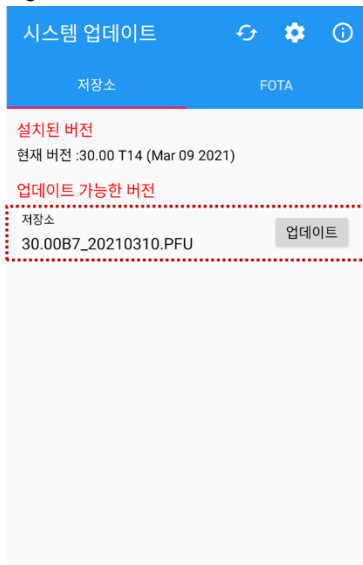 시스템 업데이트
저장소 FOTA
설치된 버전
현재 버전 :30.00 T14 (Mar 09 2021)
업데이트 가능한 버전
저장소
30.00B7_20210310.PFU 업데이트